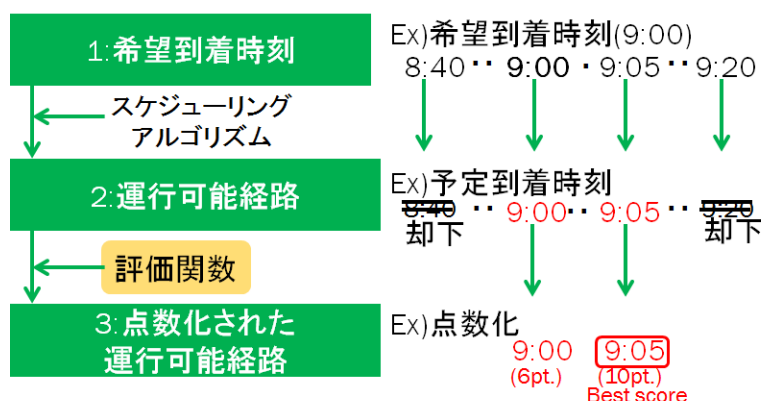 1:希望到着時刻
スケジューリング
アルゴリズム
2:運行可能経路
評価関数
3:点数化された
運行可能経路
Ex)希望到着時刻(9:00)
8:40 ・・ 9:00 ・ 9:05 ・・ 9:20
Ex)予定到着時刻
8:40 ・・ 9:00・・ 9:05 ・・ 9:20
却下 却下
Ex)点数化
9:00 9:05
(6pt.) (10pt.)
Best score